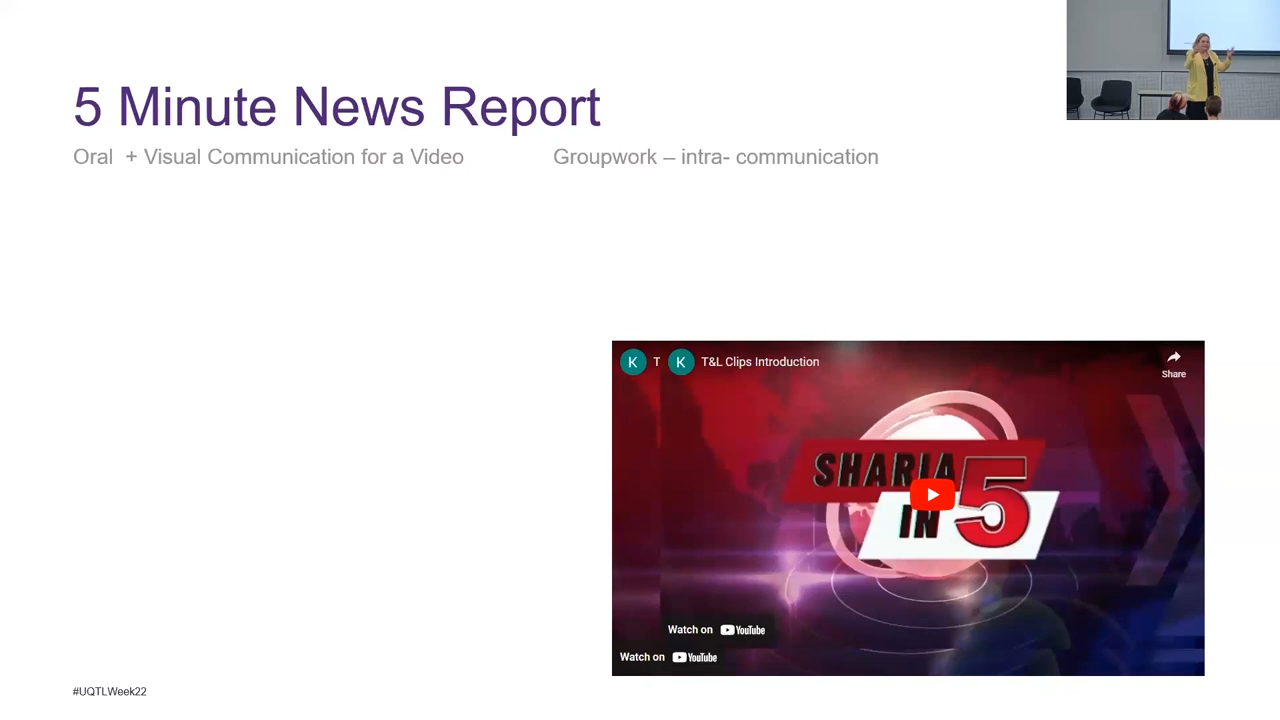 5 Minute News Report
Oral + Visual Communication for a Video
Groupwork – intra- communication
K T K T&L Clips Introduction
Share
SHARIA
IN 5
Watch on YouTube
Watch on YouTube
#UQTLWeek22